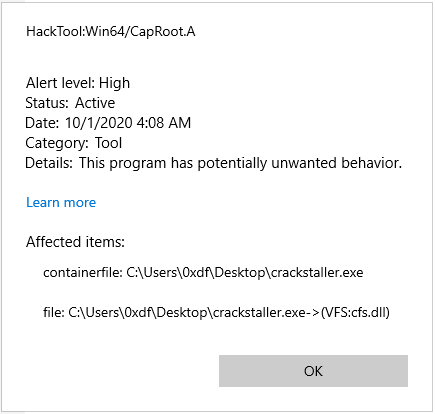 HackTool:Win64/CapRoot.A
Alert level: High
Status: Active
Date: 10/1/2020 4:08 AM
Category: Tool
Details: This program has potentially unwanted behavior.
Learn more
Affected items:
containerfile: C:\Users\0xdf\Desktop\crackstaller.exe
file: C:\Users\0xdf\Desktop\crackstaller.exe->(VFS:cfs.dll)
OK